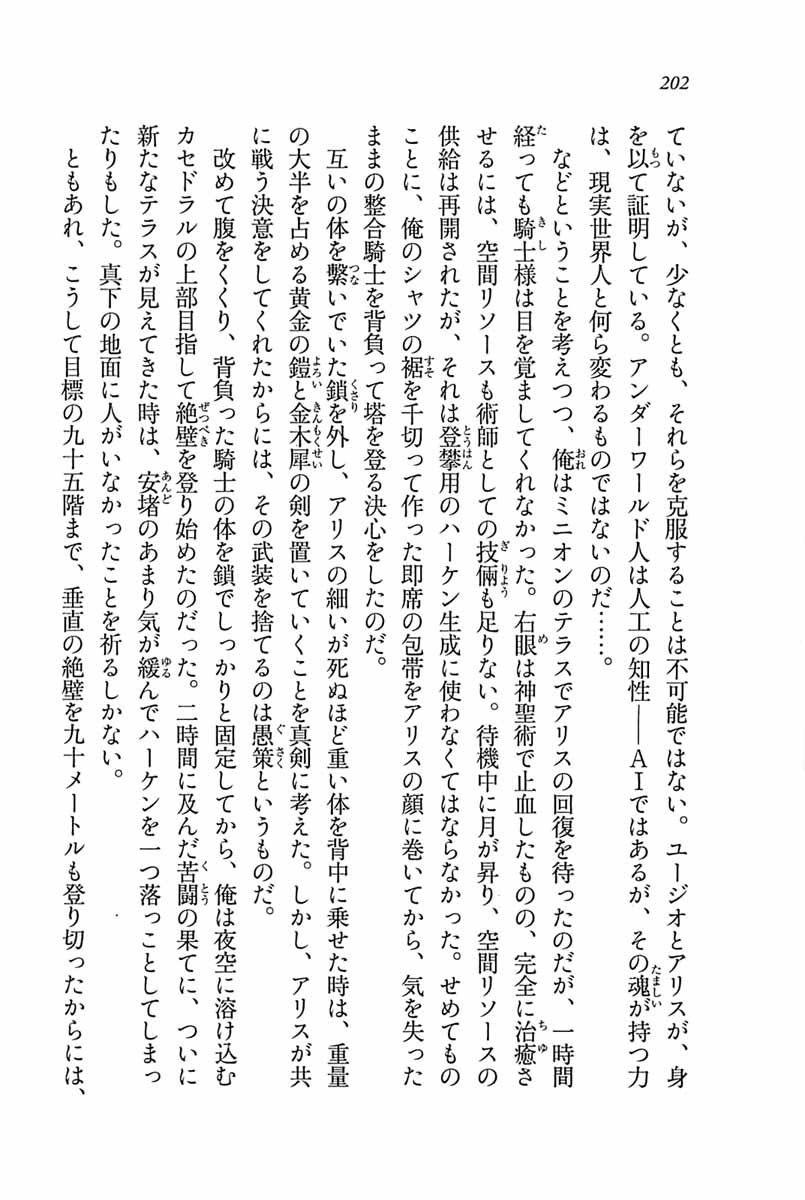 202
ていないが、少なくとも、それらを克服することは不可能ではない。ユージオとアリスが、身
を以て証明している。アンダーワールド人は人工の知性――AIではあるが、その魂が持つ力
は、現実世界人と何ら変わるものではないのだ……。
などということを考えつつ、俺はミニオンのテラスでアリスの回復を待ったのだが、一時間
経っても騎士様は目を覚ましてくれなかった。右眼は神聖術で止血したものの、完全に治癒さ
せるには、空間リソースも術師としての技倆も足りない。待機中に月が昇り、空間リソースの
供給は再開されたが、それは登攀用のハーケン生成に使わなくてはならなかった。せめてもの
ことに、俺のシャツの裾を千切って作った即席の包帯をアリスの顔に巻いてから、気を失った
ままの整合騎士を背負って塔を登る決心をしたのだ。
互いの体を繋いでいた鎖を外し、アリスの細いが死ぬほど重い体を背中に乗せた時は、重量
の大半を占める黄金の鎧と金木犀の剣を置いていくことを真剣に考えた。しかし、アリスが共
に戦う決意をしてくれたからには、その武装を捨てるのは愚策というものだ。
改めて腹をくくり、背負った騎士の体を鎖でしっかりと固定してから、俺は夜空に溶け込む
カセドラルの上部目指して絶壁を登り始めたのだった。二時間に及んだ苦闘の果てに、ついに
新たなテラスが見えてきた時は、安堵のあまり気が緩んでハーケンを一つ落っことしてしまっ
たりもした。真下の地面に人がいなかったことを祈るしかない。
ともあれ、こうして目標の九十五階まで、垂直の絶壁を九十メートルも登り切ったからには、